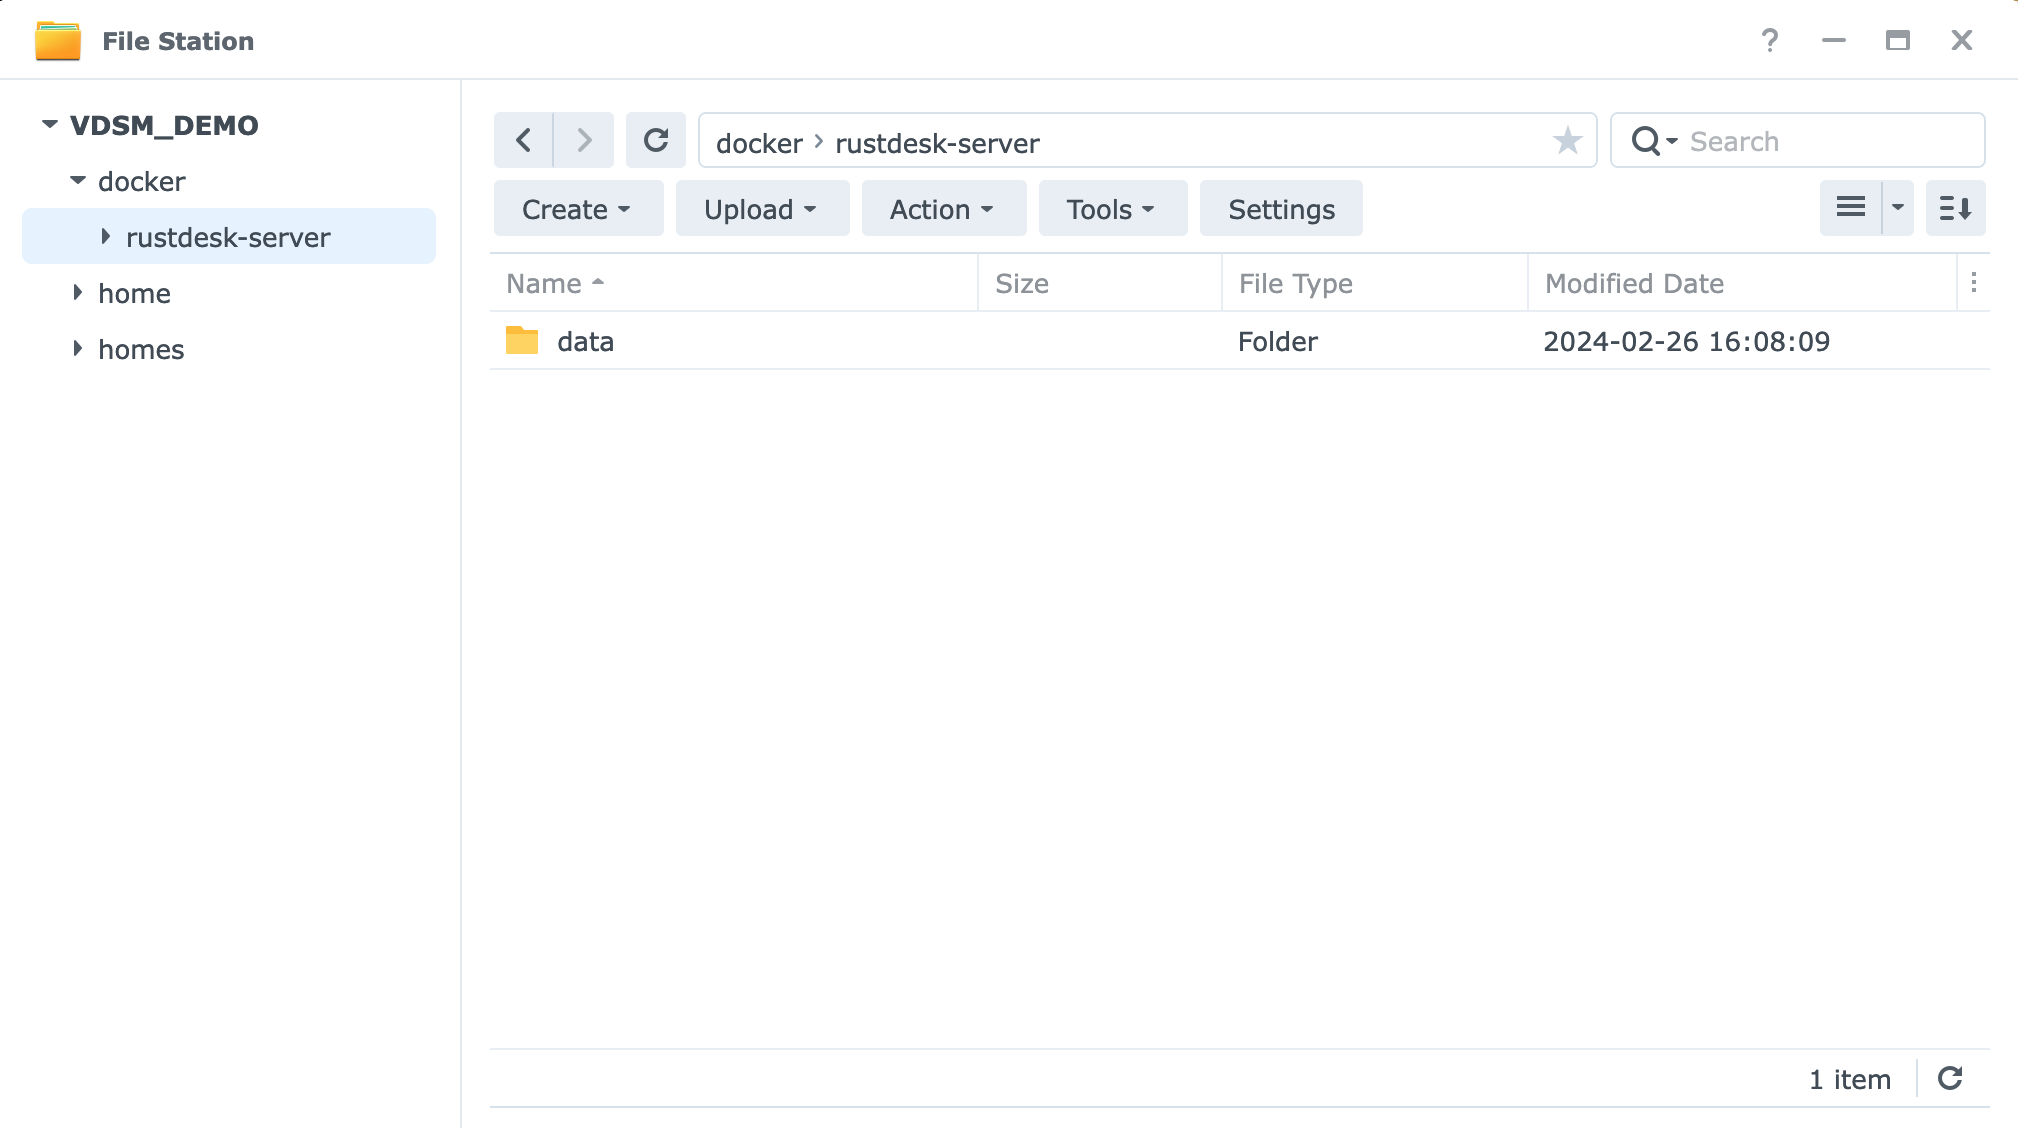 File Station
VDSM_DEMO
docker
rustdesk-server
home
homes
docker › rustdesk-server
Search
Create
Upload
Action
Tools
Settings
Name
Size
File Type
Modified Date
data
Folder
2024-02-26 16:08:09
1 item